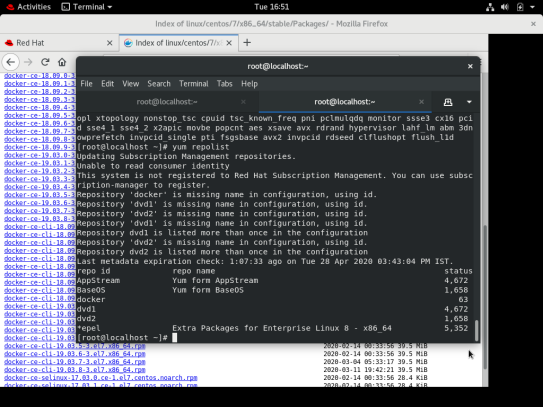 Activities Terminal Tue 16:51
Index of linux/centos/7/x86_64/stable/Packages/ - Mozilla Firefox
Red Hat Index of linux/centos/7/x8
root@localhost:~
File Edit View Search Terminal Tabs Help
root@localhost:~ root@localhost:~
opl xtopology nonstop_tsc cpuid tsc_known_freq pni pclmulqdq monitor ssse3 cx16 pci
d sse4_1 sse4_2 x2apic movbe popcnt aes xsave avx rdrand hypervisor lahf_lm abm 3dn
owprefetch invpcid_single pti fsgsbase avx2 invpcid rdseed clflushopt flush_l1d
[root@localhost ~]# yum repolist
Updating Subscription Management repositories.
Unable to read consumer identity
This system is not registered to Red Hat Subscription Management. You can use subsc
ription-manager to register.
Repository 'docker' is missing name in configuration, using id.
Repository 'dvd1' is missing name in configuration, using id.
Repository 'dvd2' is missing name in configuration, using id.
Repository 'dvd1' is missing name in configuration, using id.
Repository dvd1 is listed more than once in the configuration
Repository 'dvd2' is missing name in configuration, using id.
Repository dvd2 is listed more than once in the configuration
Last metadata expiration check: 1:07:33 ago on Tue 28 Apr 2020 03:43:04 PM IST.
repo id repo name status
AppStream Yum form AppStream 4,672
BaseOS Yum form BaseOS 1,658
docker 63
dvd1 4,672
dvd2 1,658
*epel Extra Packages for Enterprise Linux 8 - x86_64 5,352
[root@localhost ~]#
docker-ce-18.09.0-3
docker-ce-18.09.1-3
docker-ce-18.09.2-3
docker-ce-18.09.3-3
docker-ce-18.09.4-3
docker-ce-18.09.5-3
docker-ce-18.09.6-3
docker-ce-18.09.7-3
docker-ce-18.09.8-3
docker-ce-18.09.9-3
docker-ce-19.03.0-3
docker-ce-19.03.1-3
docker-ce-19.03.2-3
docker-ce-19.03.3-3
docker-ce-19.03.4-3
docker-ce-19.03.5-3
docker-ce-19.03.6-3
docker-ce-19.03.7-3
docker-ce-19.03.8-3
docker-ce-cli-18.09
docker-ce-cli-18.09
docker-ce-cli-18.09
docker-ce-cli-18.09
docker-ce-cli-18.09
docker-ce-cli-18.09
docker-ce-cli-18.09
docker-ce-cli-18.09
docker-ce-cli-19.03
docker-ce-cli-19.03
docker-ce-cli-19.03
docker-ce-cli-19.03
docker-ce-cli-19.03.5-3.el7.x86_64.rpm 2020-02-14 00:33:56 39.5 MiB
docker-ce-cli-19.03.6-3.el7.x86_64.rpm 2020-02-14 00:33:56 39.5 MiB
docker-ce-cli-19.03.7-3.el7.x86_64.rpm 2020-03-04 05:33:17 39.5 MiB
docker-ce-cli-19.03.8-3.el7.x86_64.rpm 2020-03-11 19:42:21 39.5 MiB
docker-ce-selinux-17.03.0.ce-1.el7.centos.noarch.rpm 2020-02-14 00:33:56 28.4 KiB
docker-ce-selinux-17.03.1.ce-1.el7.centos.noarch.rpm 2020-02-14 00:33:56 28.4 KiB